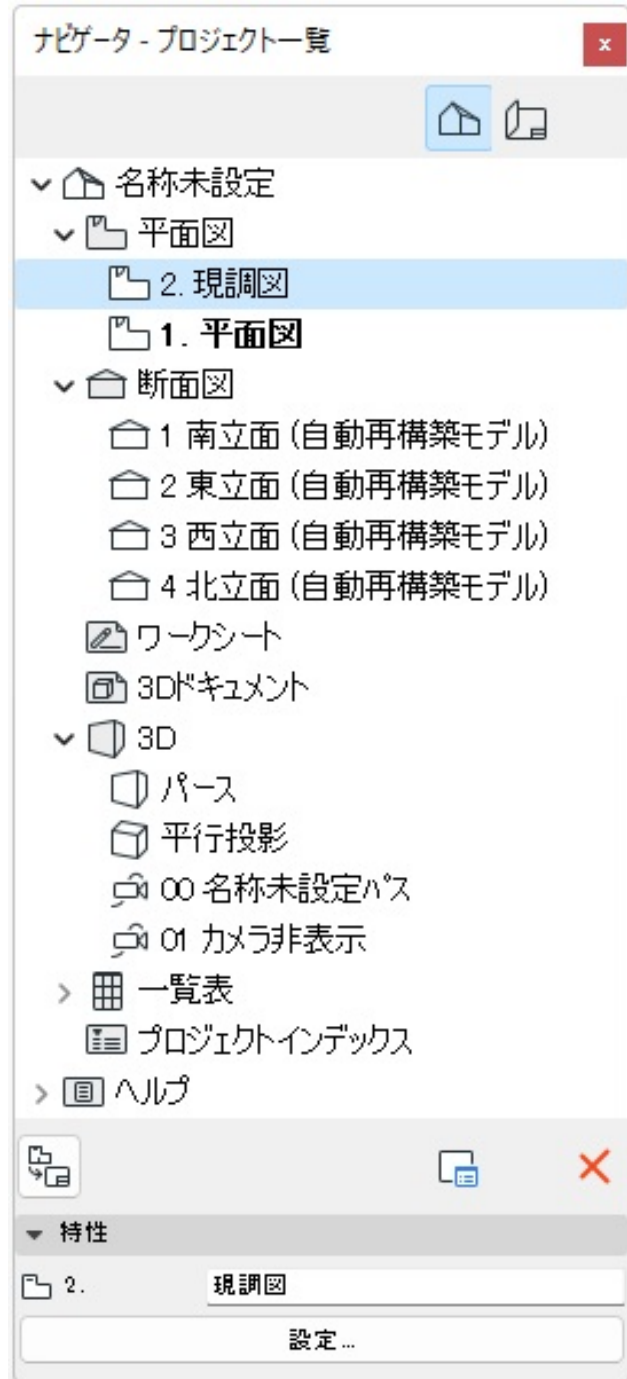 ナビゲータ - プロジェクト一覧
x
名称未設定
平面図
2. 現調図
1. 平面図
断面図
1 南立面 (自動再構築モデル)
2 東立面 (自動再構築モデル)
3 西立面 (自動再構築モデル)
4 北立面 (自動再構築モデル)
ワークシート
3Dドキュメント
3D
パース
平行投影
00 名称未設定パス
01 カメラ非表示
一覧表
プロジェクトインデックス
ヘルプ
特性
2. 現調図
設定...